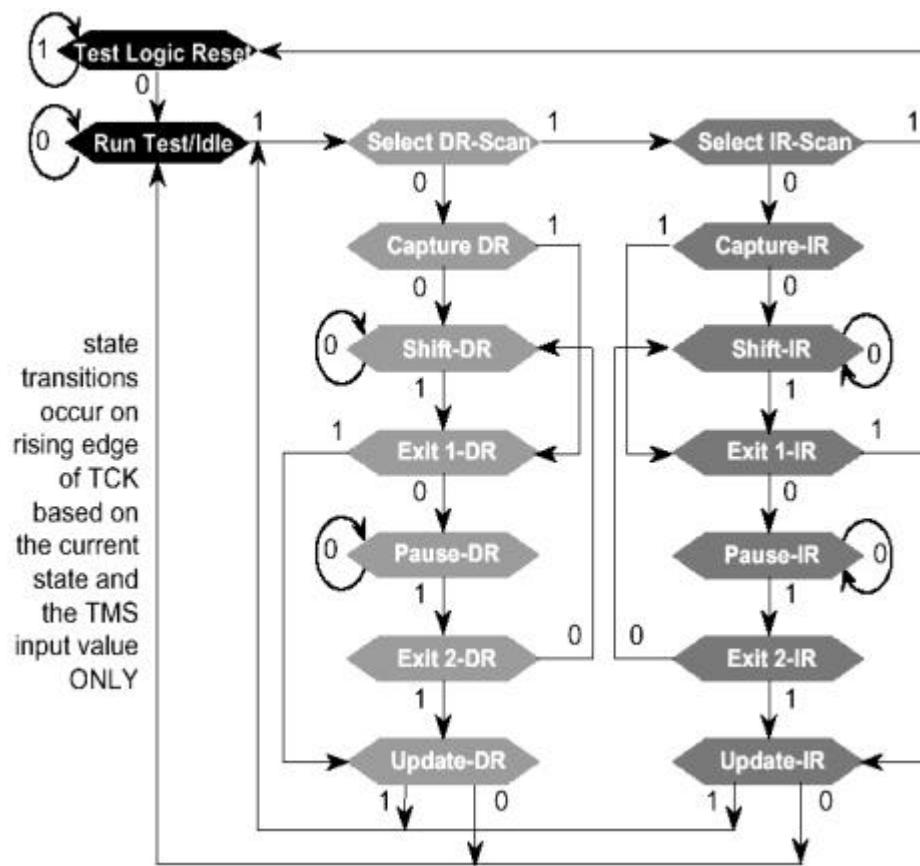 1
Test Logic Reset
0
0
Run Test/Idle
1
Select DR-Scan
1
Select IR-Scan
1
0
0
Capture DR
1
1
Capture-IR
0
0
0
Shift-DR
Shift-IR
0
1
1
1
Exit 1-DR
Exit 1-IR
1
0
0
0
Pause-DR
Pause-IR
0
1
1
Exit 2-DR
0
0
Exit 2-IR
1
1
Update-DR
Update-IR
1
0
1
0
state
transitions
occur on
rising edge
of TCK
based on
the current
state and
the TMS
input value
ONLY